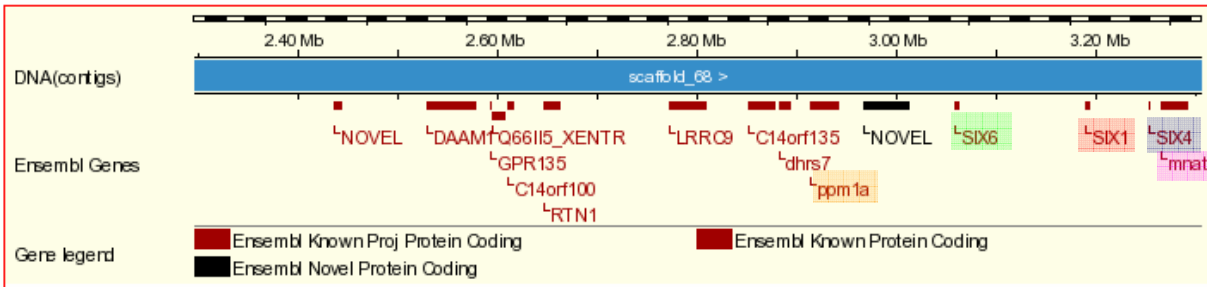 2.40 Mb 2.60 Mb 2.80 Mb 3.00 Mb 3.20 Mb
DNA(contigs) scaffold_68 >
NOVEL DAAM1 Q66II5_XENTR LRRC9 C14orf135 NOVEL SIX6 SIX1 SIX4
Ensembl Genes GPR135 dhrs7 mnat
C14orf100 ppm1a
RTN1
Ensembl Known Proj Protein Coding Ensembl Known Protein Coding
Gene legend
Ensembl Novel Protein Coding